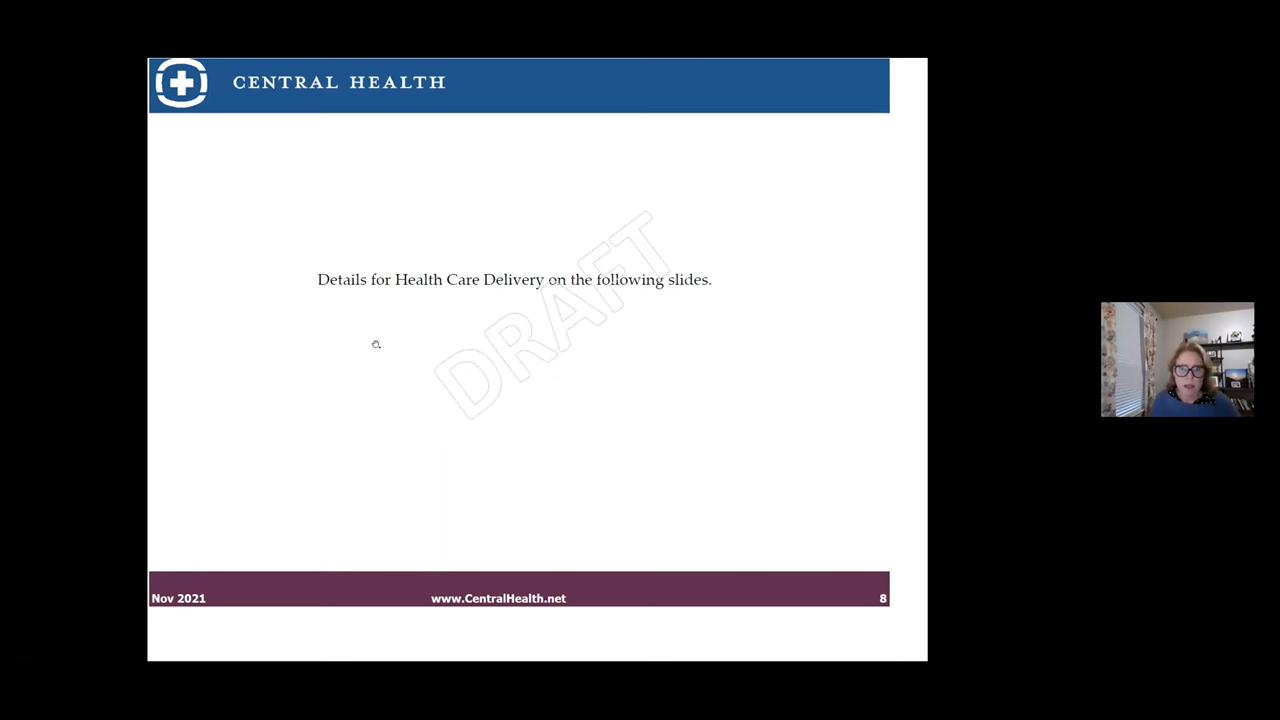 CENTRAL HEALTH
Details for Health Care Delivery on the following slides.
DRAFT
Nov 2021
www.CentralHealth.net
8